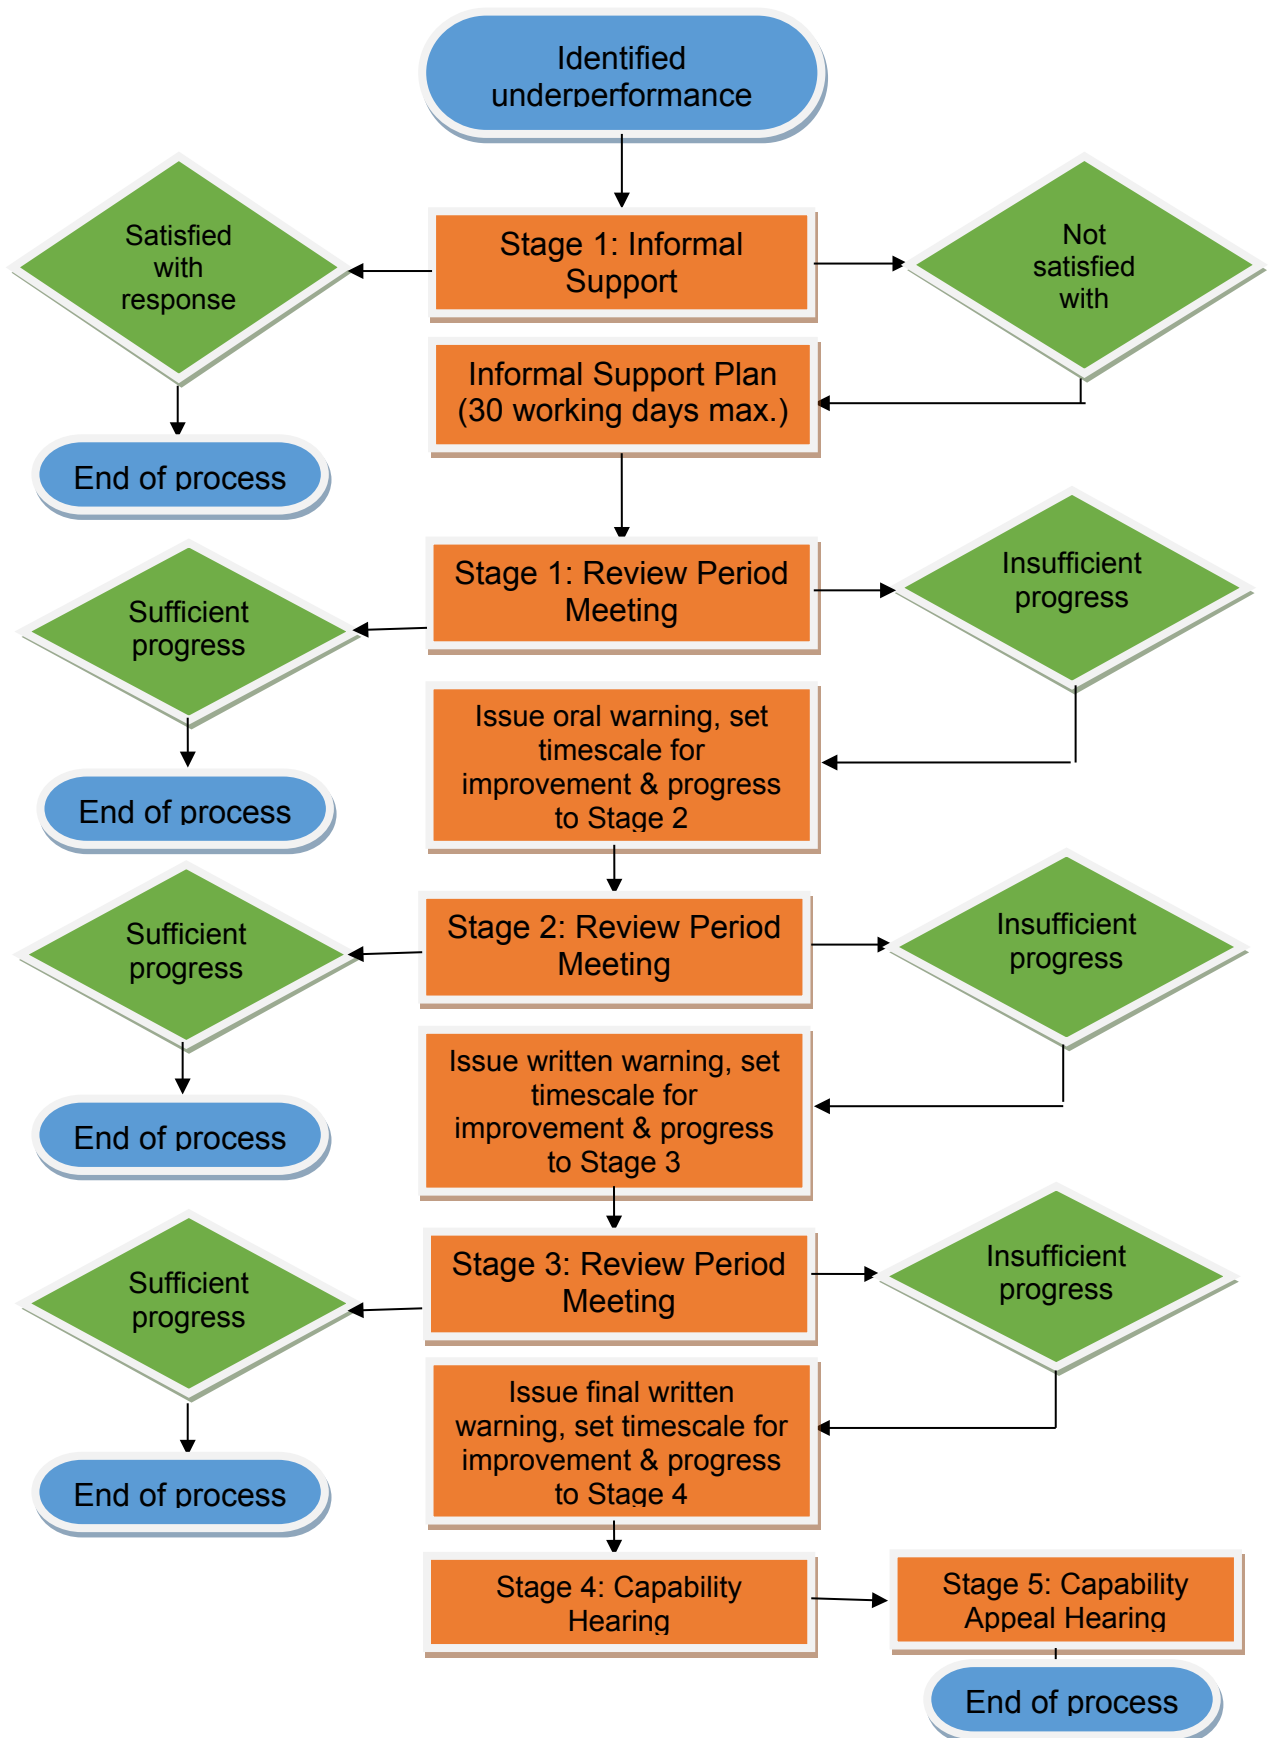 Identified
underperformance
Satisfied
with
response
Stage 1: Informal
Support
Not
satisfied
with
Informal Support Plan
(30 working days max.)
End of process
Stage 1: Review Period
Meeting
Insufficient
progress
Sufficient
progress
Issue oral warning, set
timescale for
improvement & progress
to Stage 2
End of process
Stage 2: Review Period
Meeting
Insufficient
progress
Sufficient
progress
Issue written warning, set
timescale for
improvement & progress
to Stage 3
End of process
Stage 3: Review Period
Meeting
Insufficient
progress
Sufficient
progress
Issue final written
warning, set timescale for
improvement & progress
to Stage 4
End of process
Stage 4: Capability
Hearing
Stage 5: Capability
Appeal Hearing
End of process